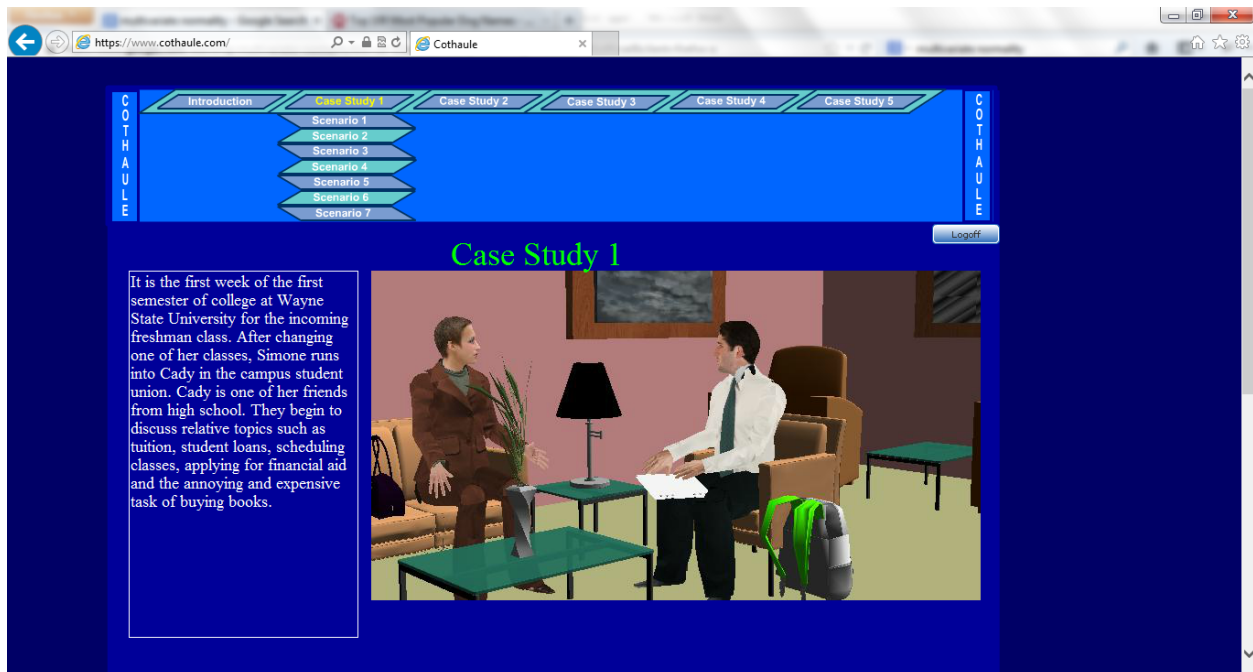 https://www.cothaule.com/
Cothaule
COTHAULE
Introduction
Case Study 1
Case Study 2
Case Study 3
Case Study 4
Case Study 5
COTHAULE
Scenario 1
Scenario 2
Scenario 3
Scenario 4
Scenario 5
Scenario 6
Scenario 7
Logoff
Case Study 1
It is the first week of the first
semester of college at Wayne
State University for the incoming
freshman class. After changing
one of her classes, Simone runs
into Cady in the campus student
union. Cady is one of her friends
from high school. They begin to
discuss relative topics such as
tuition, student loans, scheduling
classes, applying for financial aid
and the annoying and expensive
task of buying books.